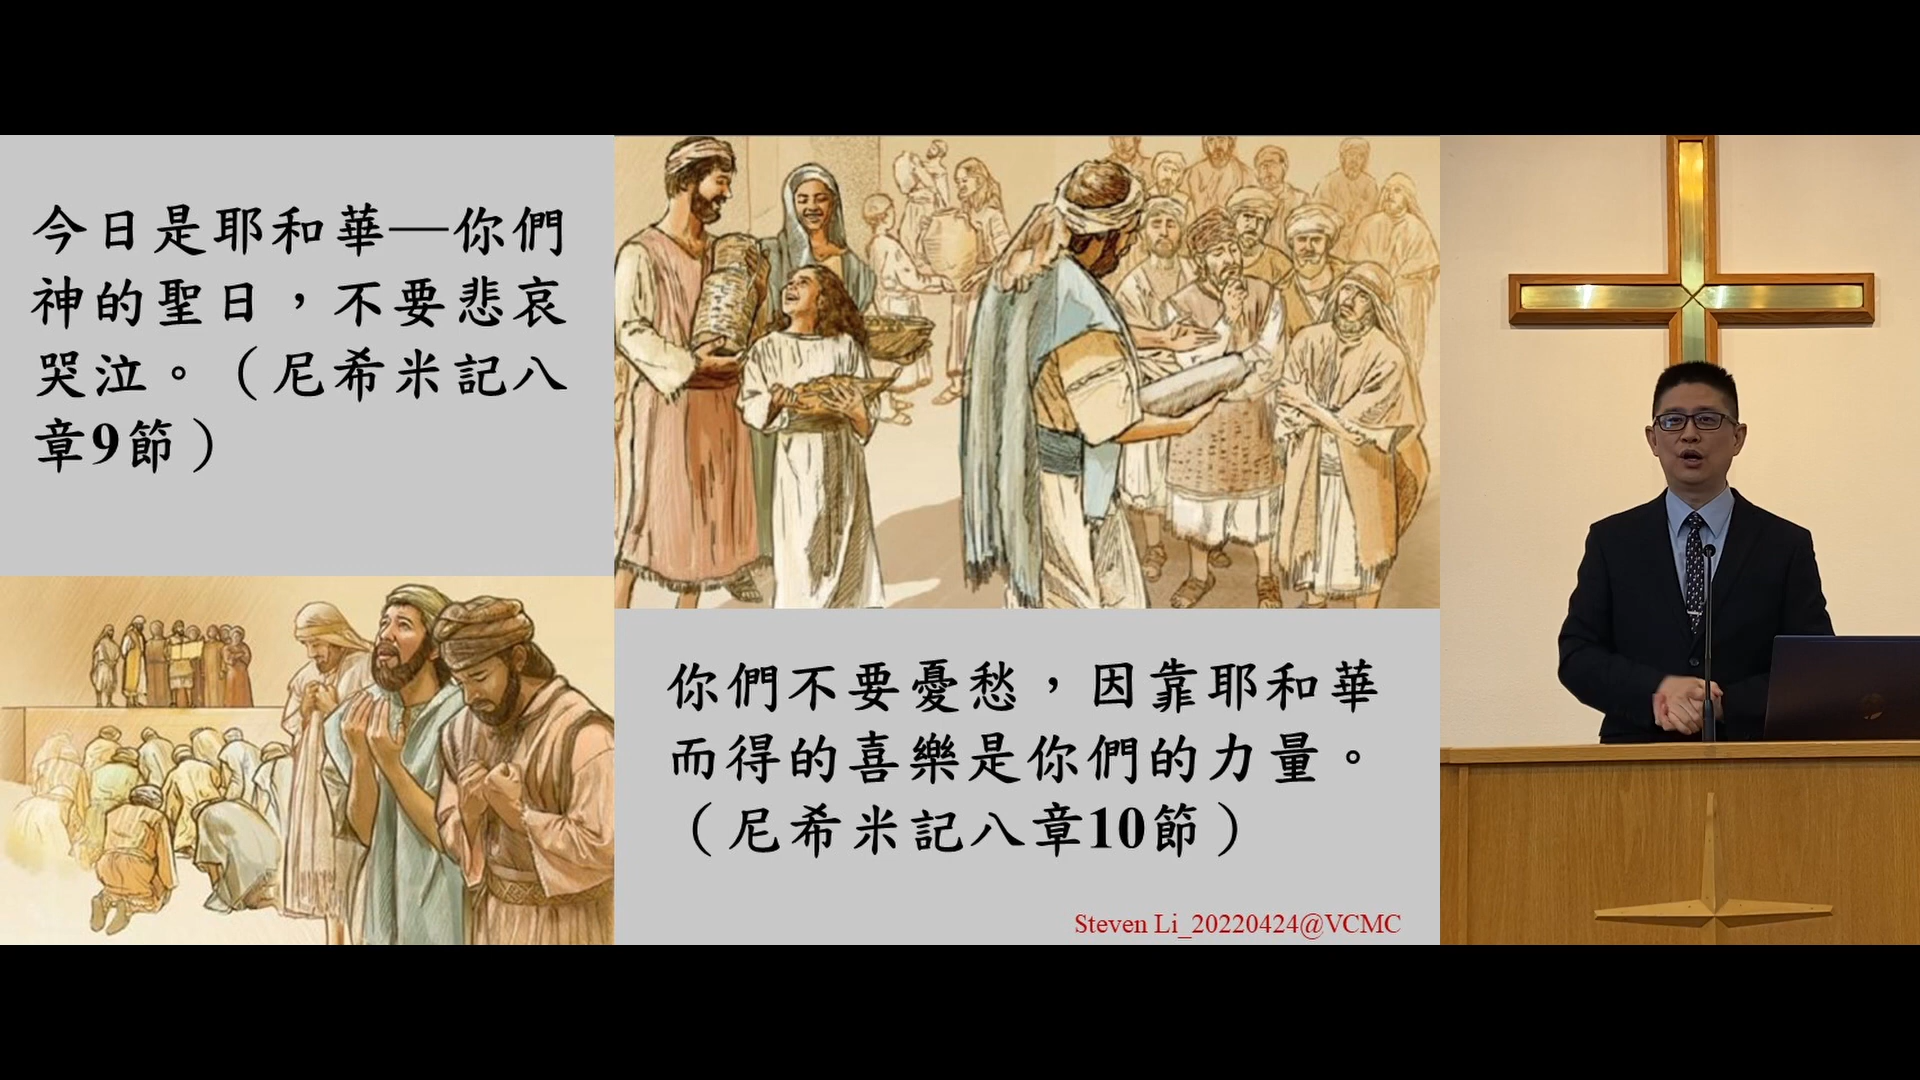 今日是耶和華—你們
神的聖日，不要悲哀
哭泣。（尼希米記八
章9節）
你們不要憂愁，因靠耶和華
而得的喜樂是你們的力量。
（尼希米記八章10節）
Steven Li_20220424@VCMC